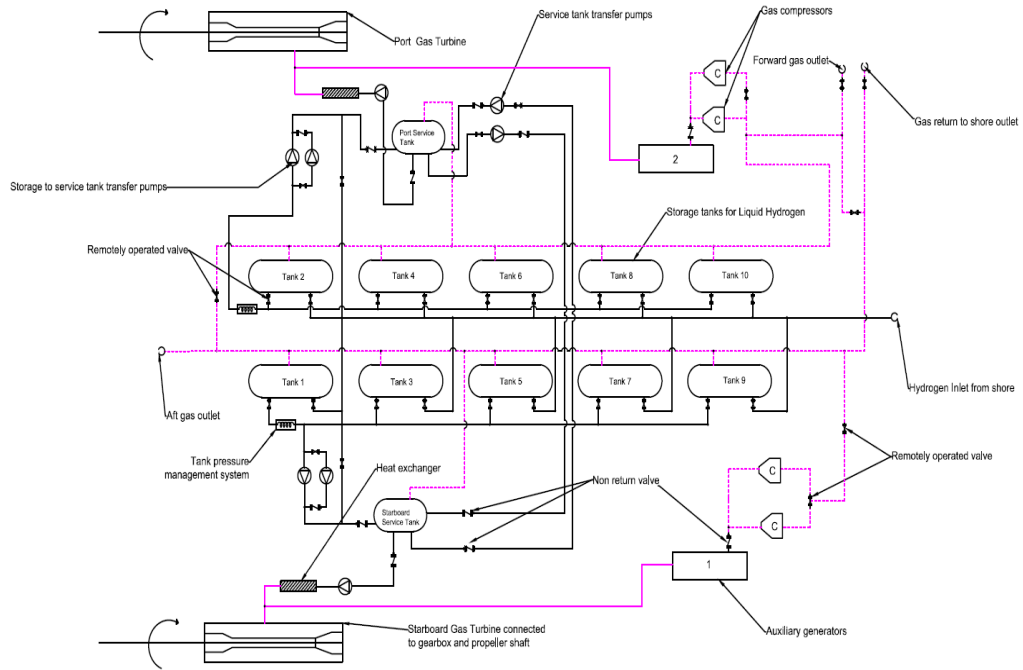 Service tank transfer pumps
Gas compressors
Port Gas Turbine
Forward gas outlet
C
Gas return to shore outlet
C
Port Service
Tank
2
Storage to service tank transfer pumps
Storage tanks for Liquid Hydrogen
Remotely operated valve
Tank 2
Tank 4
Tank 6
Tank 8
Tank 10
Tank 1
Tank 3
Tank 5
Tank 7
Tank 9
Hydrogen Inlet from shore
Aft gas outlet
Tank pressure
management system
Heat exchanger
Non return valve
Remotely operated valve
C
Starboard
Service Tank
C
1
Starboard Gas Turbine connected
to gearbox and propeller shaft
Auxiliary generators